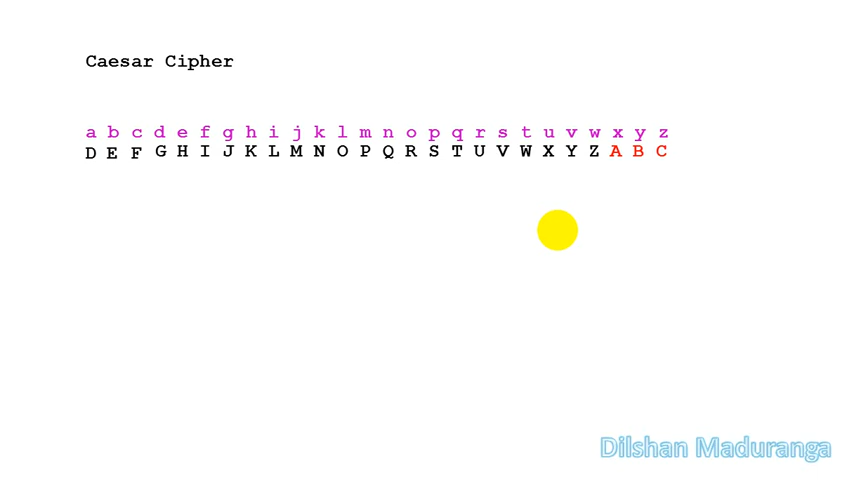 Caesar Cipher
a b c d e f g h i j k l m n o p q r s t u v w x y z
D E F G H I J K L M N O P Q R S T U V W X Y Z A B C
Dilshan Maduranga